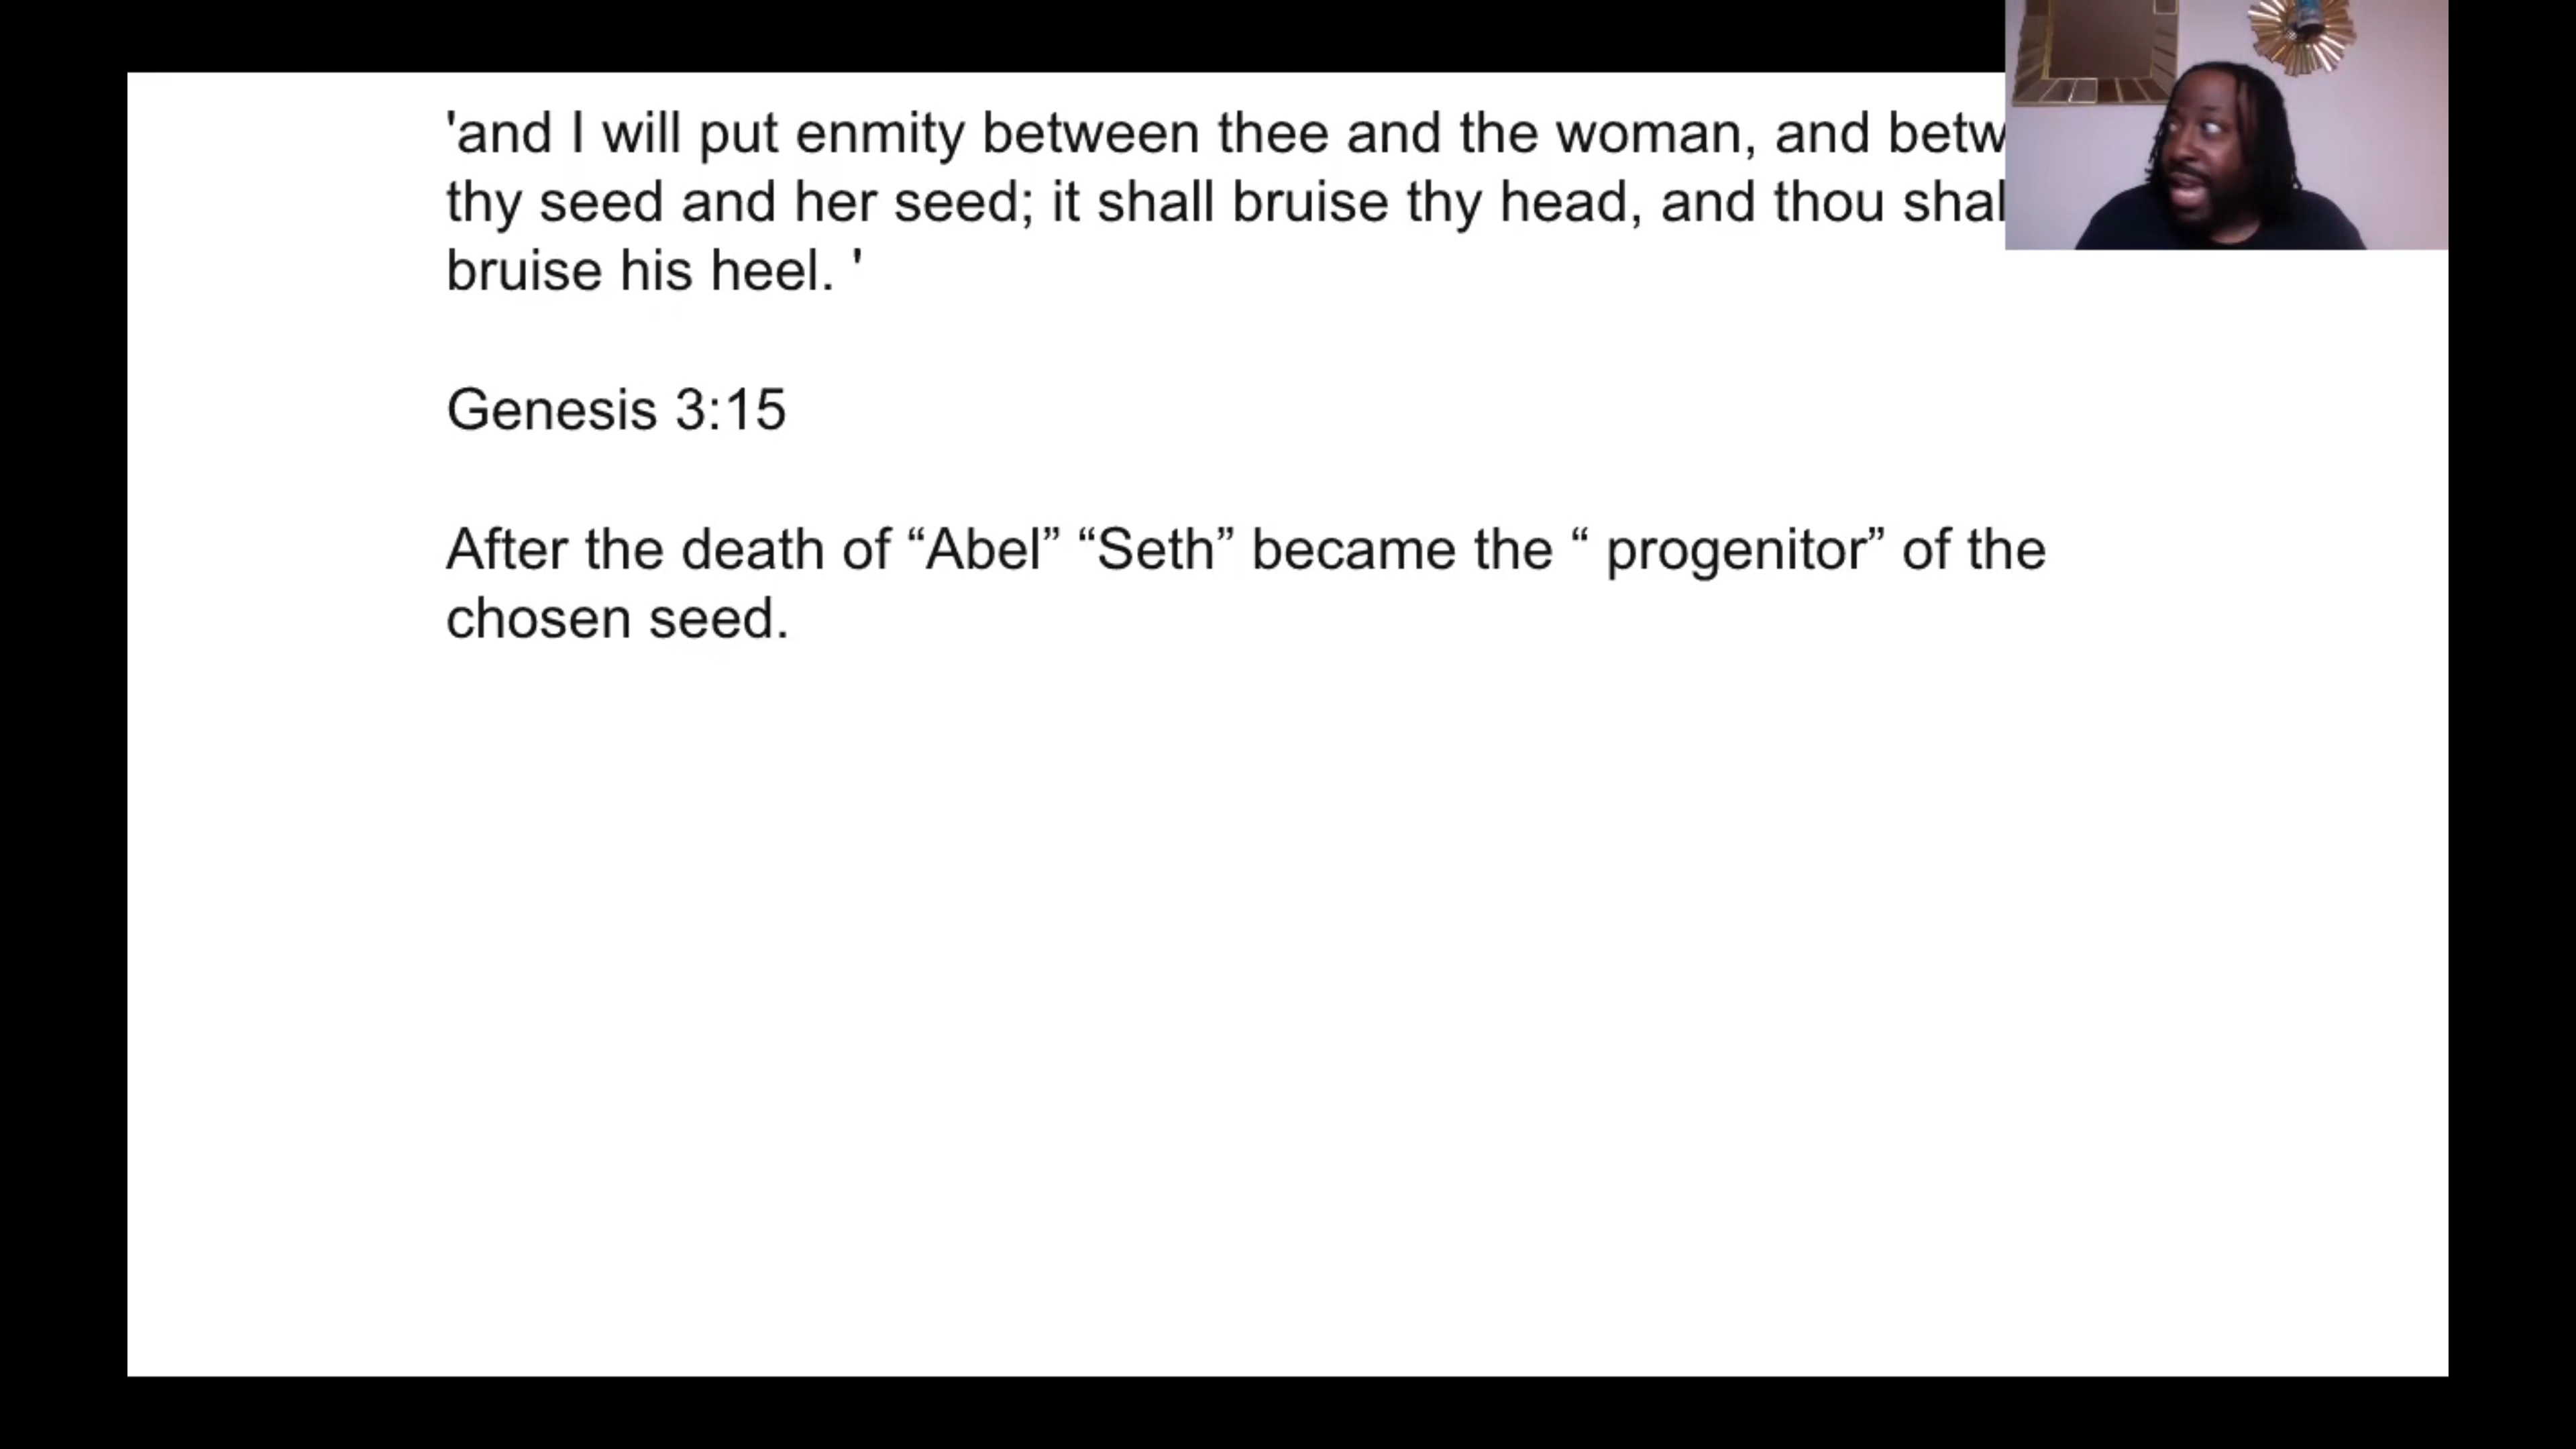 'and I will put enmity between thee and the woman, and
thy seed and her seed; it shall bruise thy head, and thou
bruise his heel. '
Genesis 3:15
After the death of “Abel” “Seth” became the “ progenitor” of the
chosen seed.